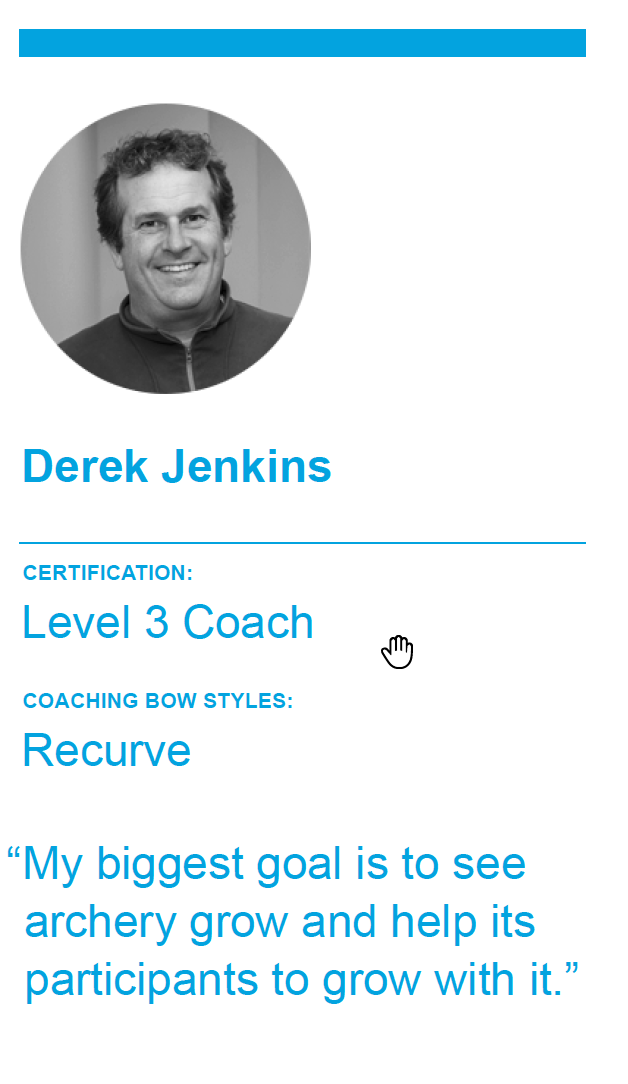 Derek Jenkins
CERTIFICATION:
Level 3 Coach
COACHING BOW STYLES:
Recurve
“My biggest goal is to see
archery grow and help its
participants to grow with it.”